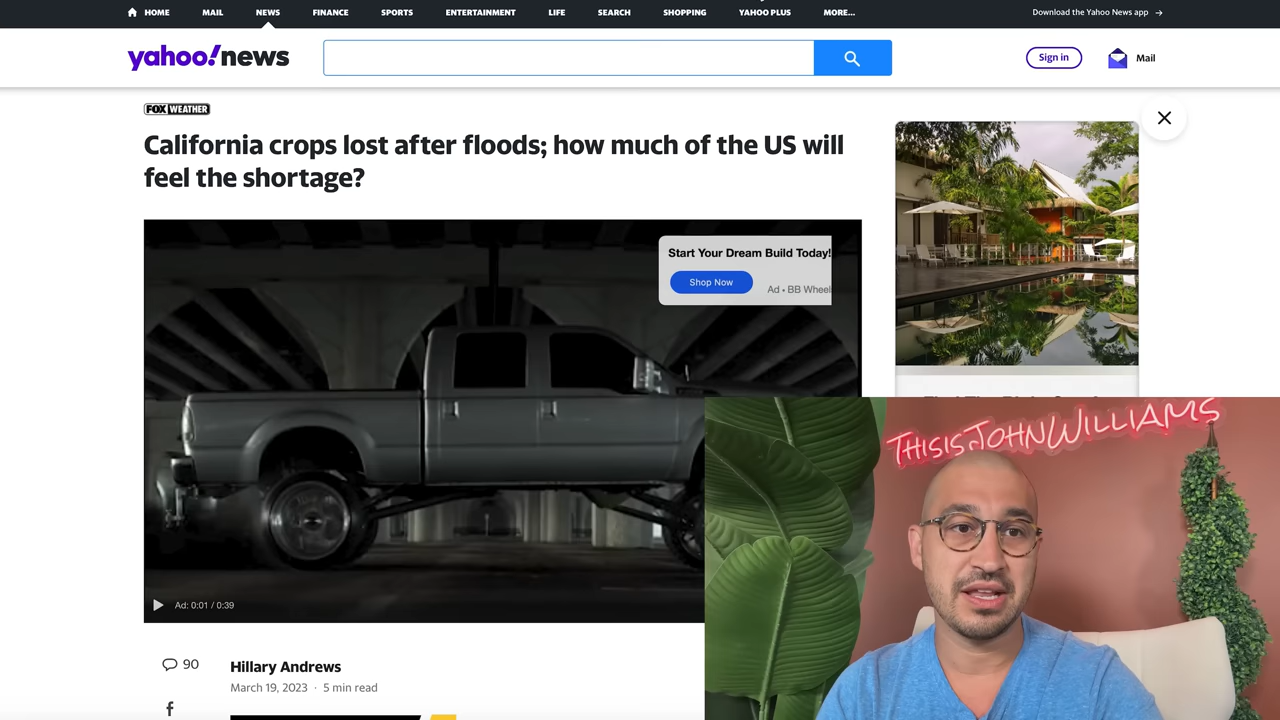 HOME MAIL NEWS FINANCE SPORTS ENTERTAINMENT LIFE SEARCH SHOPPING YAHOO PLUS MORE... Download the Yahoo News app →
yahoo!news
Sign in
Mail
FOX WEATHER
California crops lost after floods; how much of the US will
feel the shortage?
Start Your Dream Build Today!
Shop Now
Ad • BB Wheel
THISISJOHNWILLIAMS
Ad: 0:01 / 0:39
90
Hillary Andrews
March 19, 2023 · 5 min read